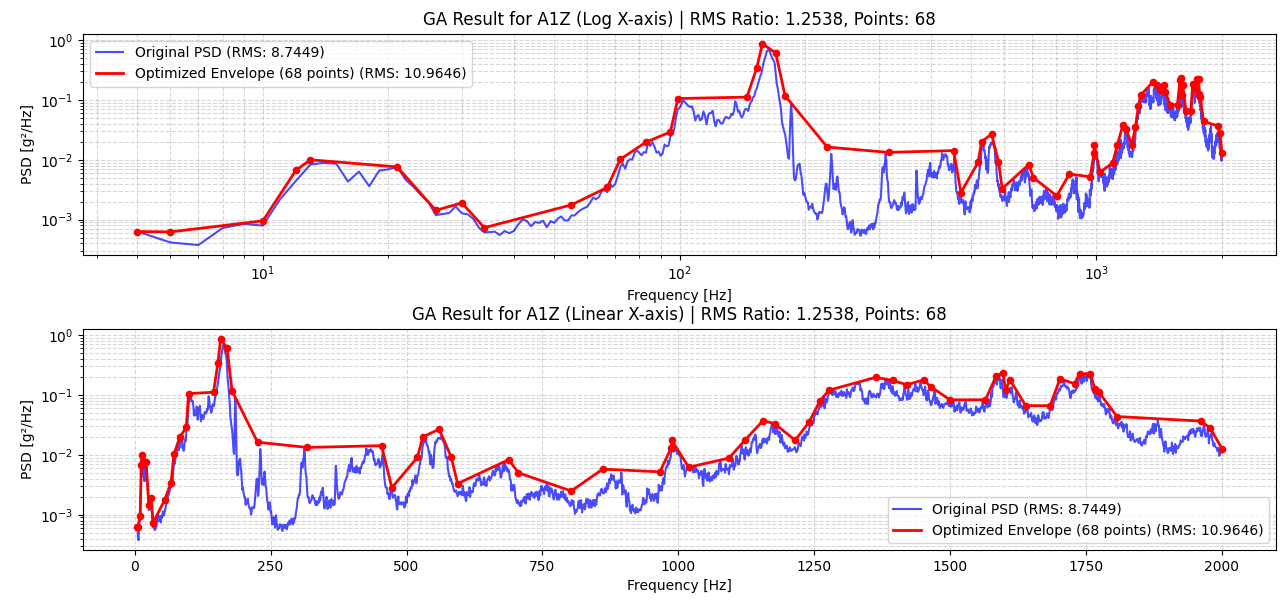 GA Result for A1Z (Log X-axis) | RMS Ratio: 1.2538, Points: 68
Original PSD (RMS: 8.7449)
Optimized Envelope (68 points) (RMS: 10.9646)
PSD [g²/Hz]
10⁰
10⁻¹
10⁻²
10⁻³
10¹ 10² 10³
Frequency [Hz]
GA Result for A1Z (Linear X-axis) | RMS Ratio: 1.2538, Points: 68
PSD [g²/Hz]
10⁰
10⁻¹
10⁻²
10⁻³
Original PSD (RMS: 8.7449)
Optimized Envelope (68 points) (RMS: 10.9646)
0 250 500 750 1000 1250 1500 1750 2000
Frequency [Hz]